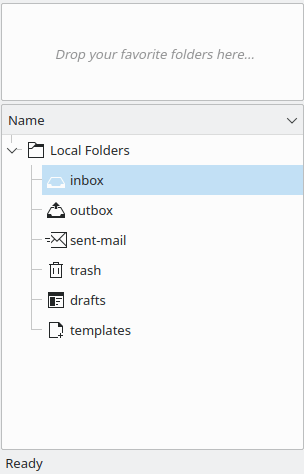 Drop your favorite folders here...
Name
Local Folders
inbox
outbox
sent-mail
trash
drafts
templates
Ready